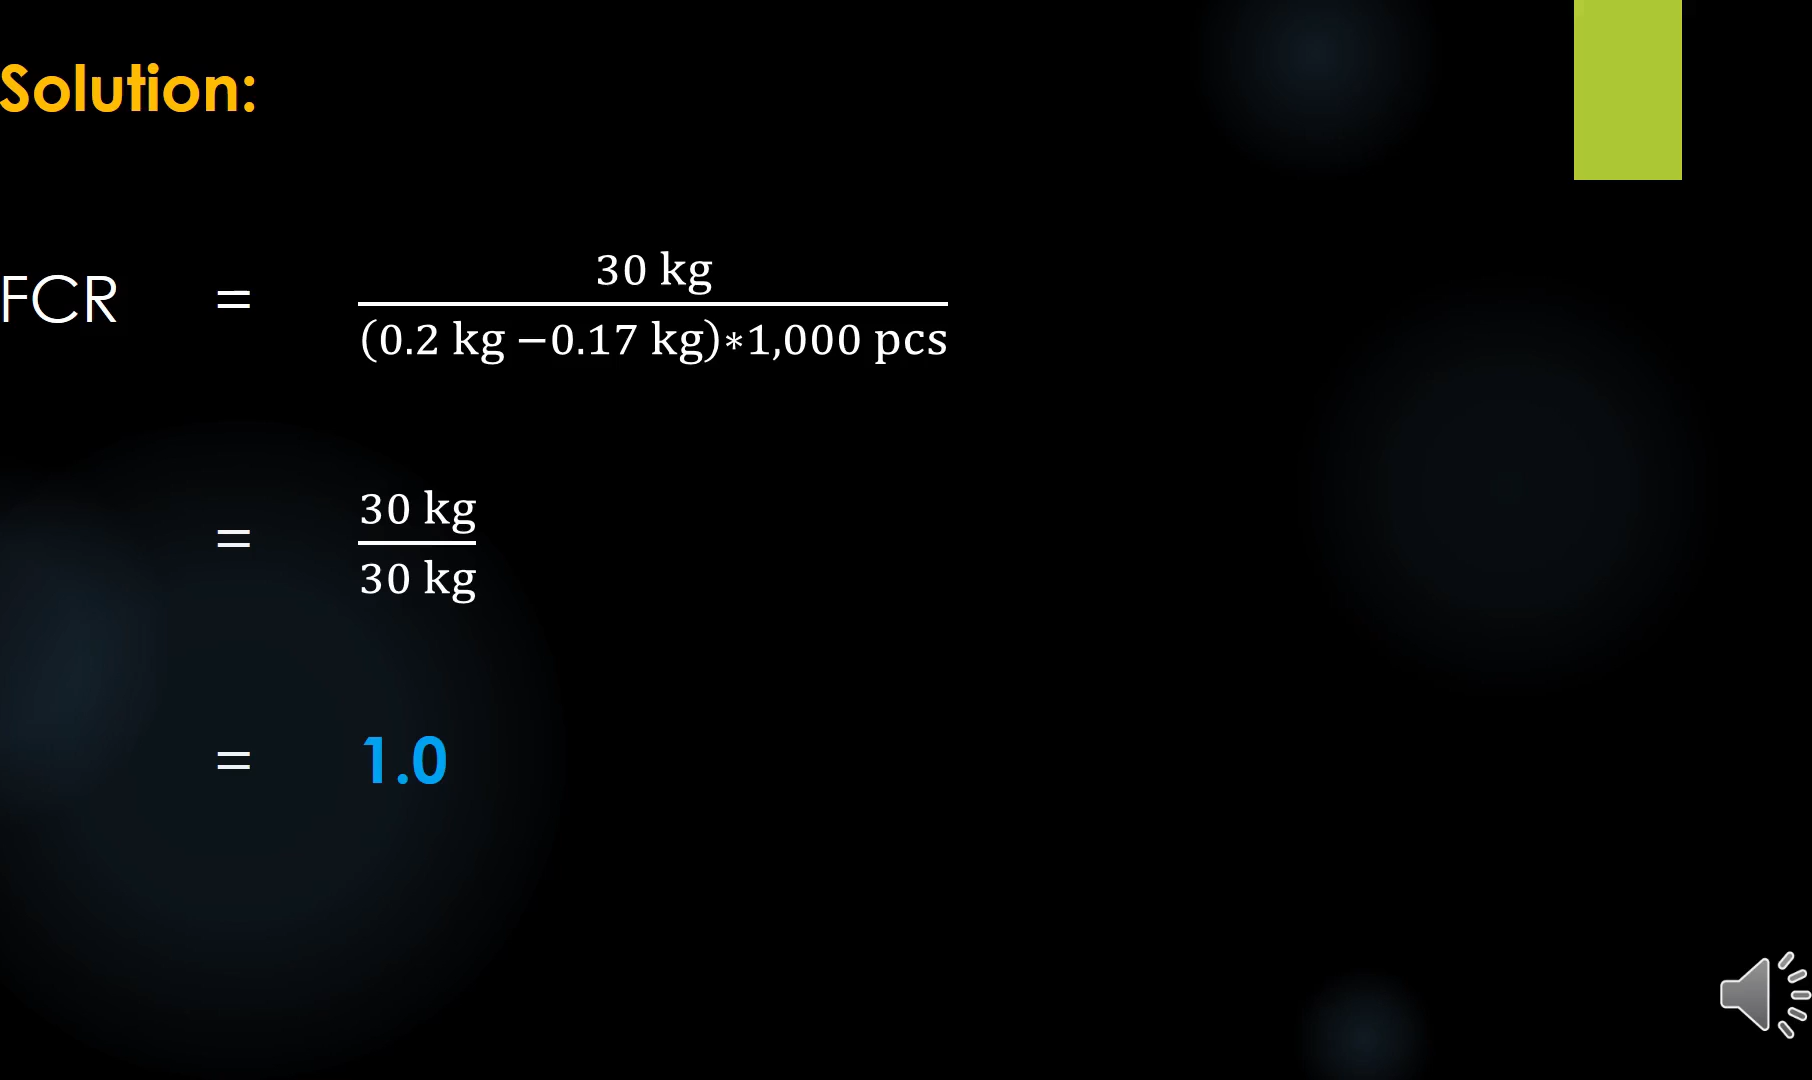 Solution:
FCR = 30 kg / (0.2 kg −0.17 kg)∗1,000 pcs
= 30 kg / 30 kg
= 1.0